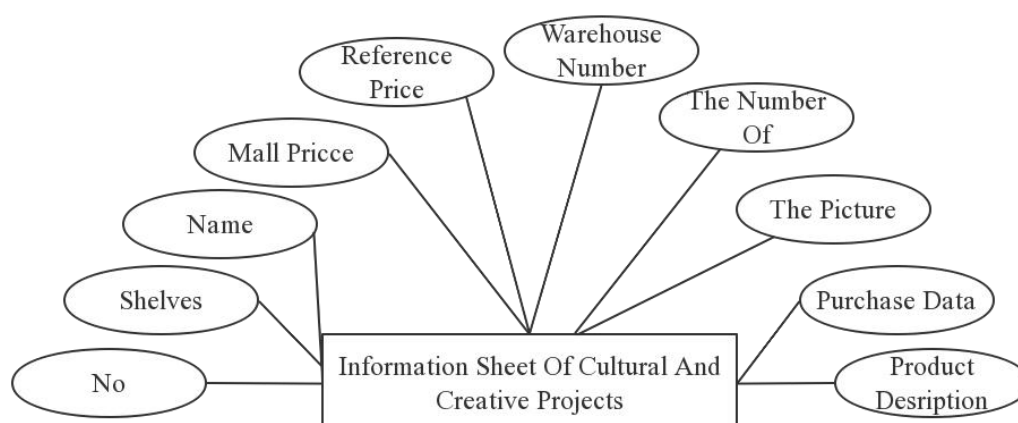 Warehouse
Number
Reference
Price
The Number
Of
Mall Pricce
The Picture
Name
Shelves
Purchase Data
Information Sheet Of Cultural And
Creative Projects
No
Product
Desription